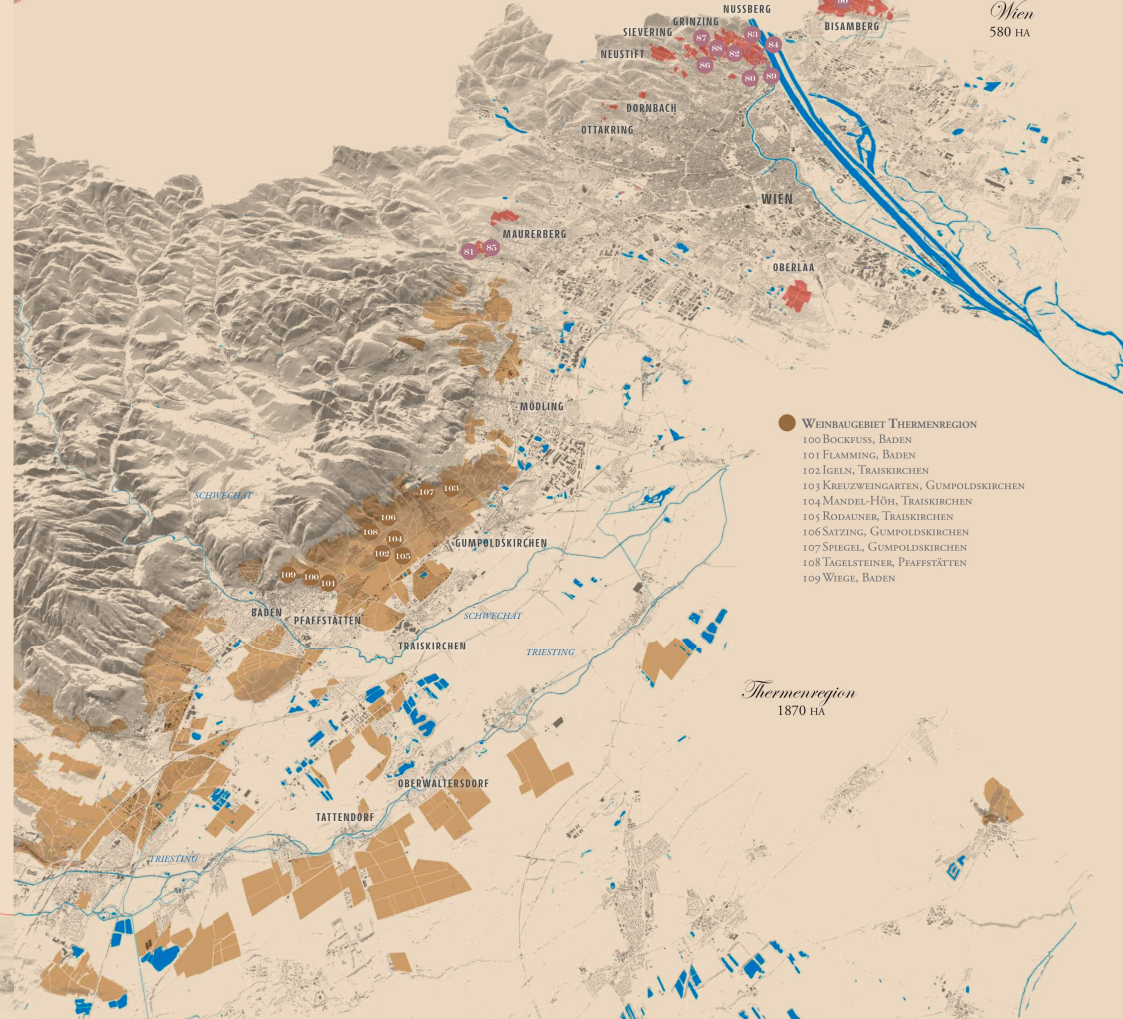 NUSSBERG
GRINZING
SIEVERING
NEUSTIFT
BISAMBERG
Wien
580 HA
90
87
83
84
88
82
86
80
89
DORNBACH
OTTAKRING
WIEN
MAURERBERG
81
85
OBERLAA
MÖDLING
WEINBAUGEBIET THERMENREGION
100 BOCKFUSS, BADEN
101 FLAMMING, BADEN
102 IGELN, TRAISKIRCHEN
103 KREUZWEINGARTEN, GUMPOLDSKIRCHEN
104 MANDEL-HÖH, TRAISKIRCHEN
105 RODAUNER, TRAISKIRCHEN
106 SATZING, GUMPOLDSKIRCHEN
107 SPIEGEL, GUMPOLDSKIRCHEN
108 TAGELSTEINER, PFAFFSTÄTTEN
109 WIEGE, BADEN
SCHWECHAT
107
103
106
108
104
102
105
GUMPOLDSKIRCHEN
109
100
101
BADEN
PFAFFSTÄTTEN
SCHWECHAT
TRAISKIRCHEN
TRIESTING
Thermenregion
1870 HA
OBERWALTERSDORF
TATTENDORF
TRIESTING